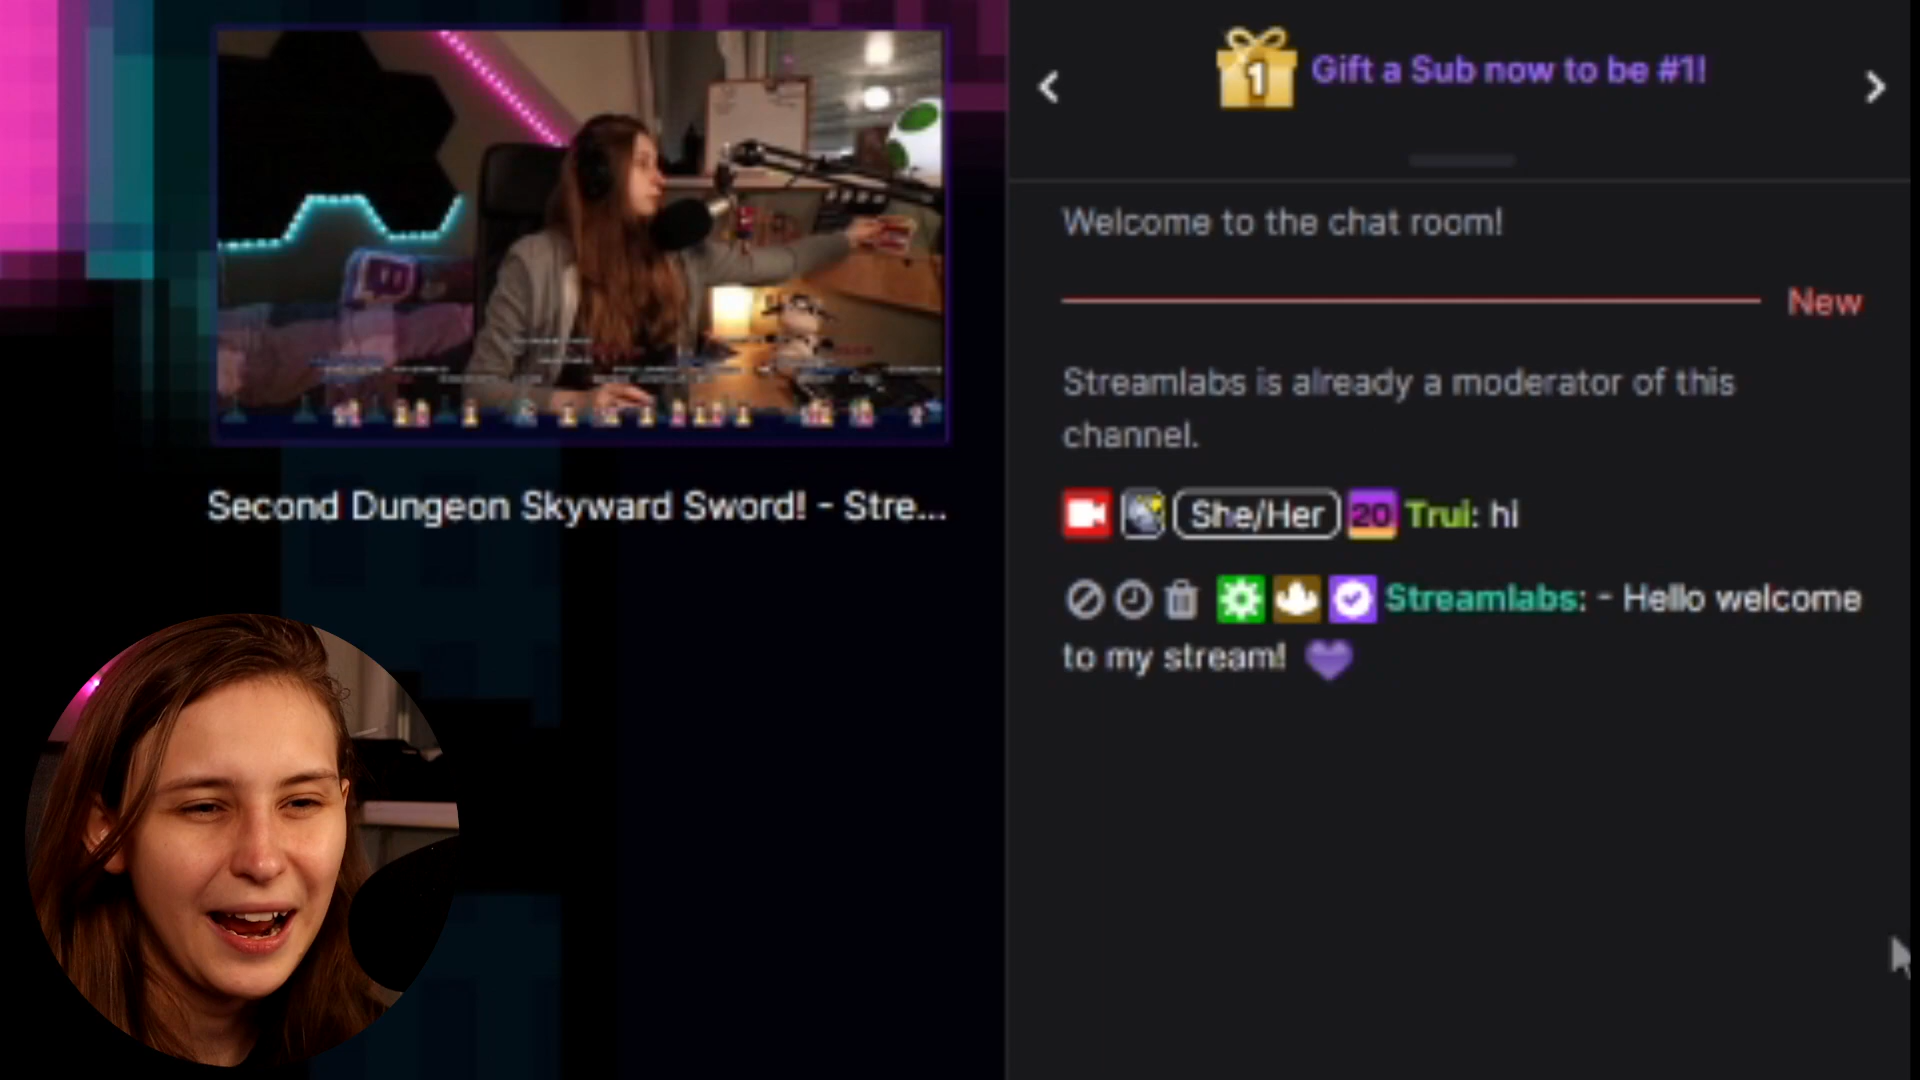 1
Gift a Sub now to be #1!
Welcome to the chat room!
New
Streamlabs is already a moderator of this
channel.
She/Her 20 Trui: hi
Streamlabs: - Hello welcome
to my stream!
Second Dungeon Skyward Sword! - Stre...